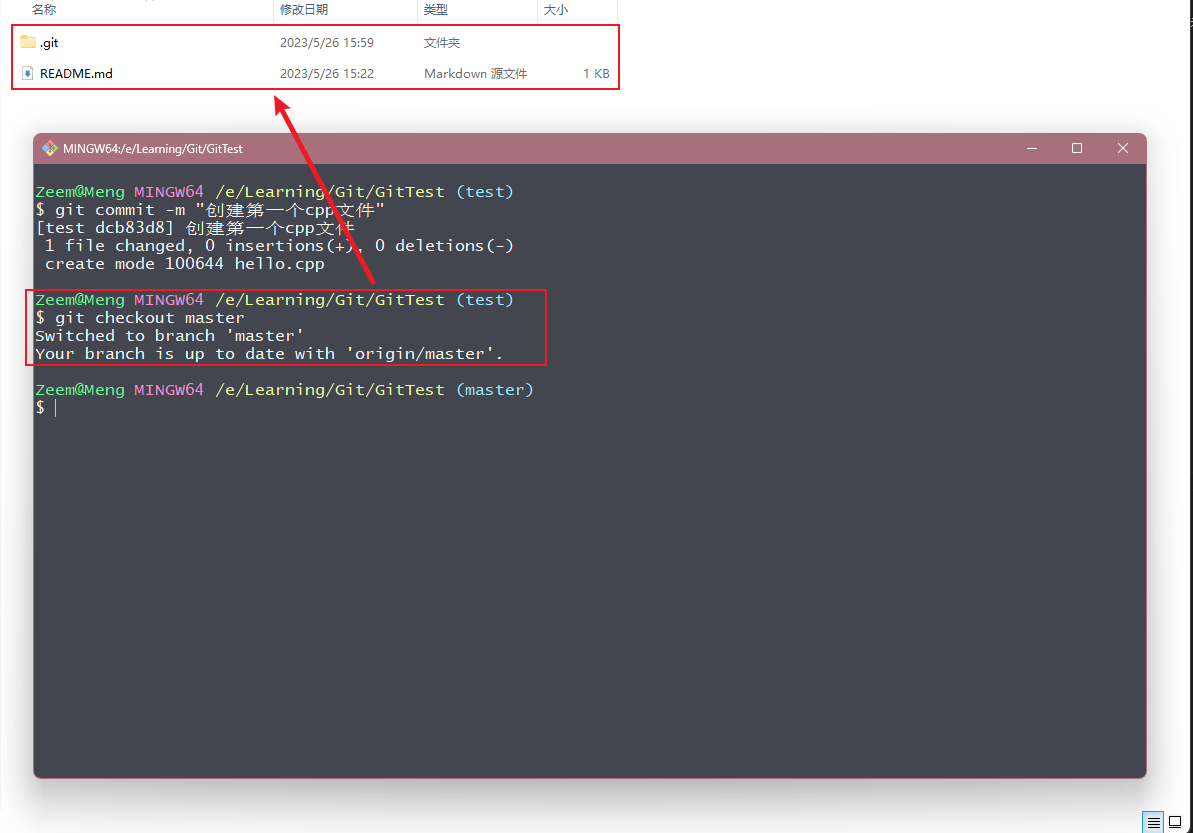 名称 修改日期 类型 大小
.git 2023/5/26 15:59 文件夹
README.md 2023/5/26 15:22 Markdown 源文件 1 KB
MINGW64:/e/Learning/Git/GitTest
Zeem@Meng MINGW64 /e/Learning/Git/GitTest (test)
$ git commit -m "创建第一个cpp文件"
[test dcb83d8] 创建第一个cpp文件
1 file changed, 0 insertions(+), 0 deletions(-)
create mode 100644 hello.cpp
Zeem@Meng MINGW64 /e/Learning/Git/GitTest (test)
$ git checkout master
Switched to branch 'master'
Your branch is up to date with 'origin/master'.
Zeem@Meng MINGW64 /e/Learning/Git/GitTest (master)
$